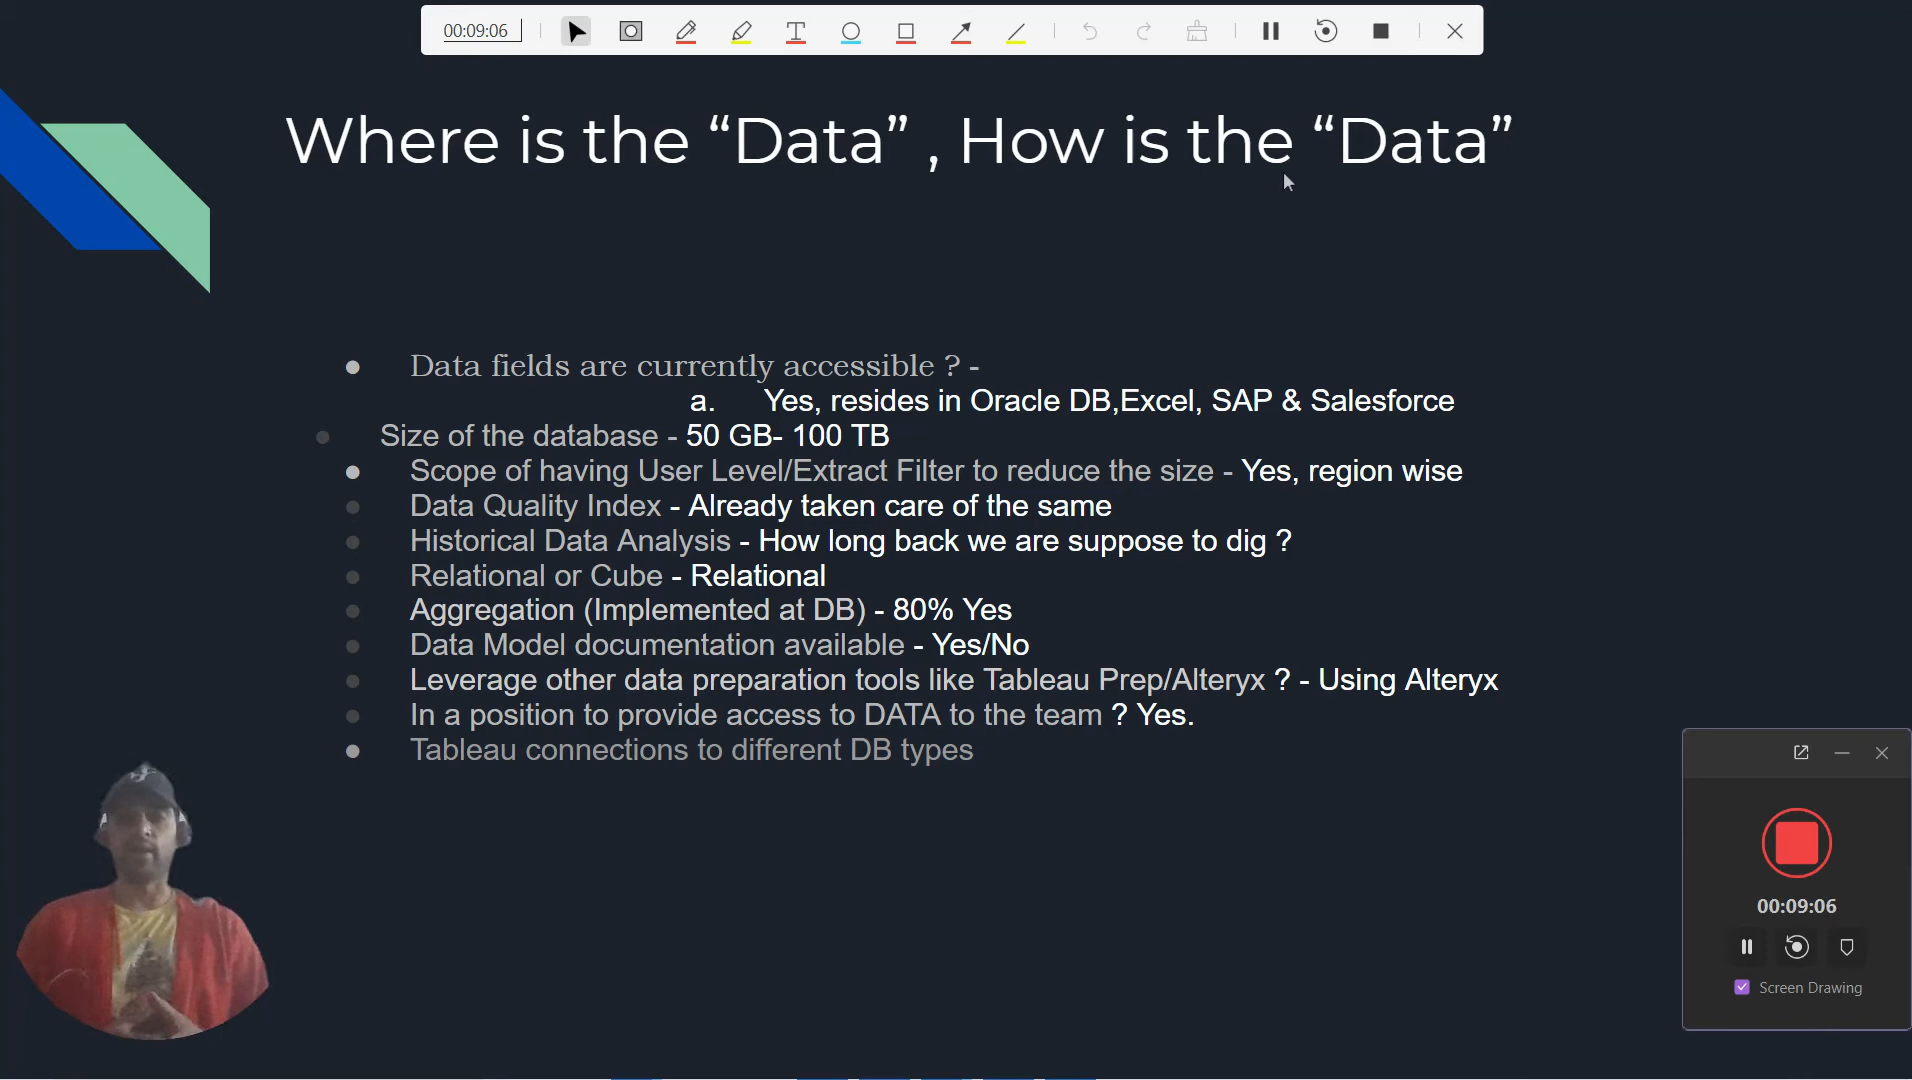 00:09:06
Where is the “Data” , How is the “Data”
Data fields are currently accessible ? -
a. Yes, resides in Oracle DB,Excel, SAP & Salesforce
Size of the database - 50 GB- 100 TB
Scope of having User Level/Extract Filter to reduce the size - Yes, region wise
Data Quality Index - Already taken care of the same
Historical Data Analysis - How long back we are suppose to dig ?
Relational or Cube - Relational
Aggregation (Implemented at DB) - 80% Yes
Data Model documentation available - Yes/No
Leverage other data preparation tools like Tableau Prep/Alteryx ? - Using Alteryx
In a position to provide access to DATA to the team ? Yes.
Tableau connections to different DB types
00:09:06
Screen Drawing